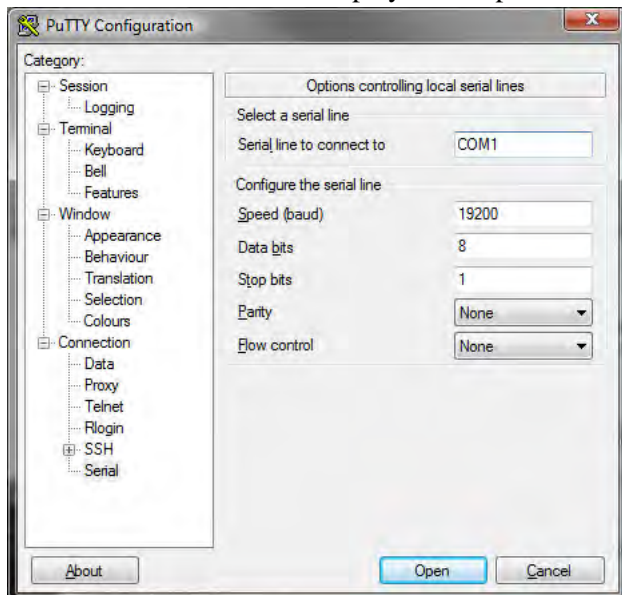 PuTTY Configuration
Category:
Session
Logging
Terminal
Keyboard
Bell
Features
Window
Appearance
Behaviour
Translation
Selection
Colours
Connection
Data
Proxy
Telnet
Rlogin
SSH
Serial
Options controlling local serial lines
Select a serial line
Serial line to connect to COM1
Configure the serial line
Speed (baud) 19200
Data bits 8
Stop bits 1
Parity None
Flow control None
About Open Cancel